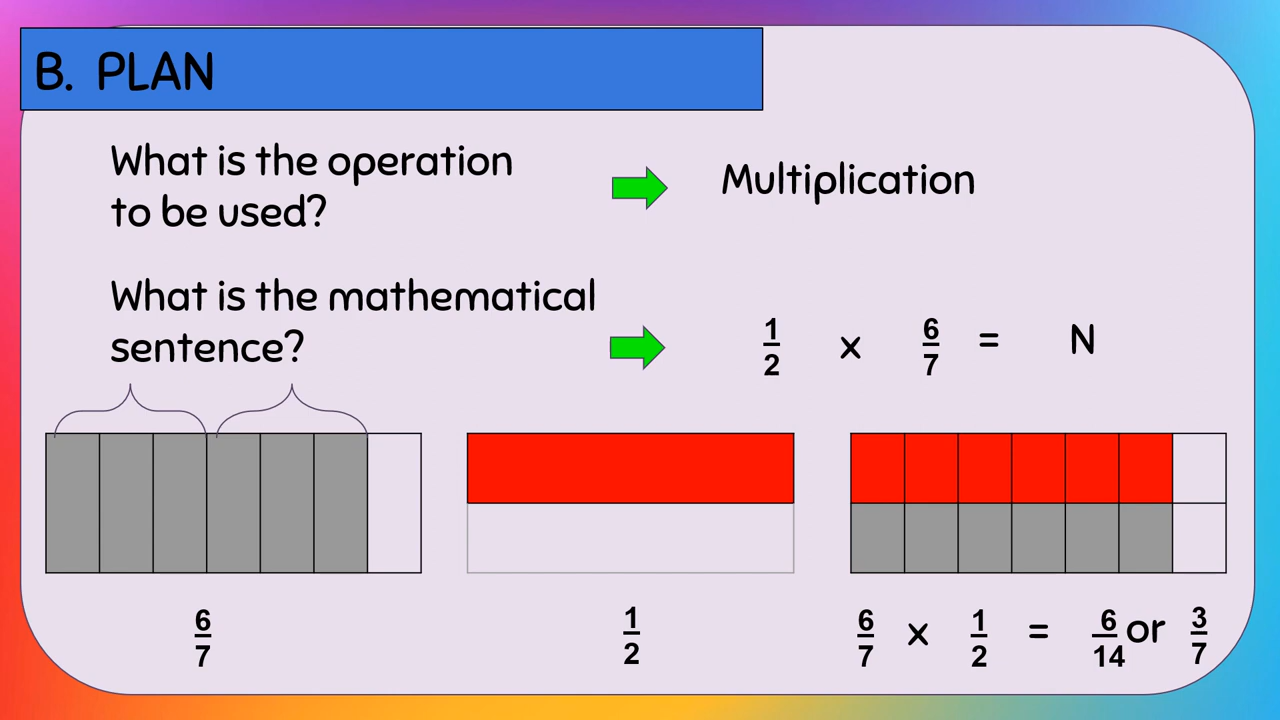 B. PLAN
What is the operation
to be used?
Multiplication
What is the mathematical
sentence?
1/2 x 6/7 = N
6/7
1/2
6/7 x 1/2 = 6/14 or 3/7